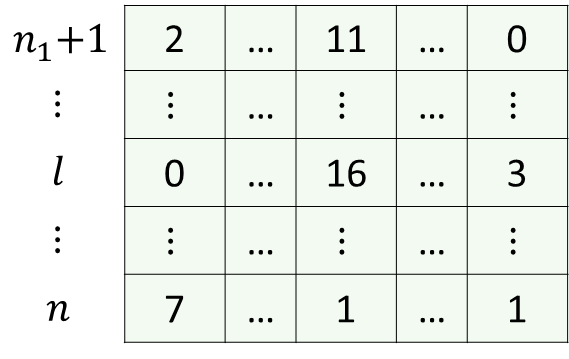 n₁+1 2 ... 11 ... 0
⋮ ⋮ ... ⋮ ... ⋮
l 0 ... 16 ... 3
⋮ ⋮ ... ⋮ ... ⋮
n 7 ... 1 ... 1